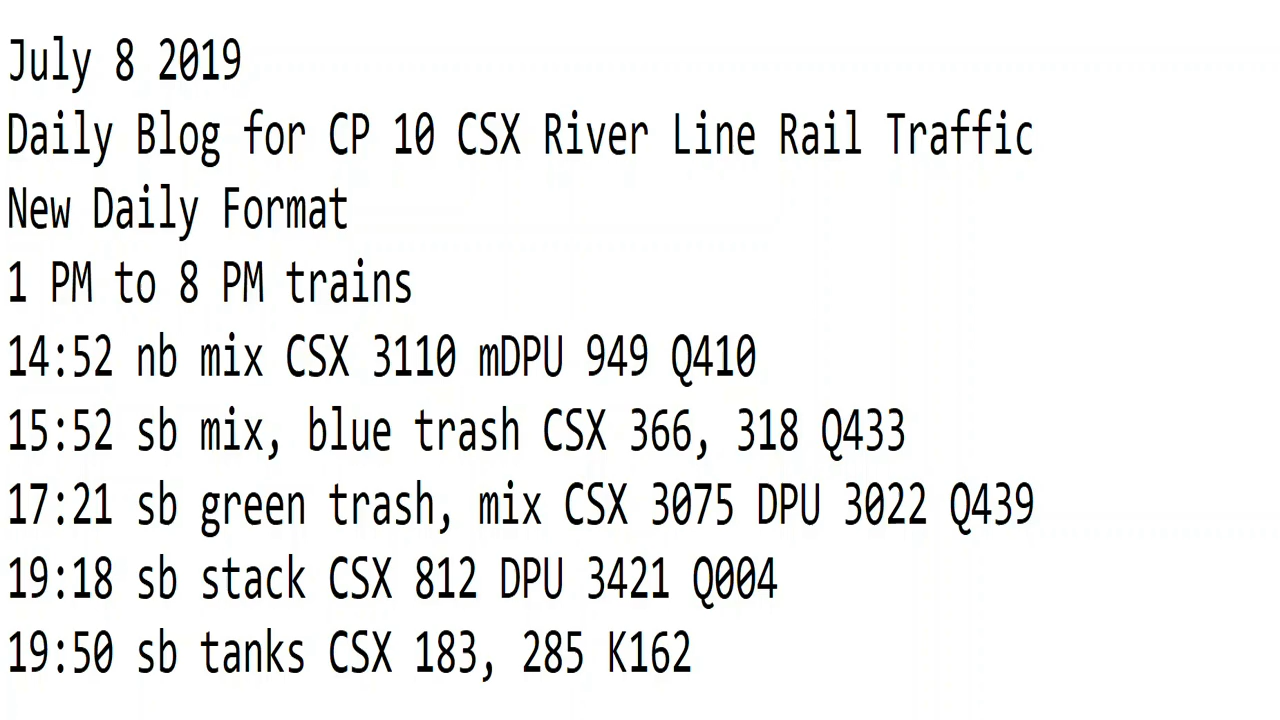 July 8 2019
Daily Blog for CP 10 CSX River Line Rail Traffic
New Daily Format
1 PM to 8 PM trains
14:52 nb mix CSX 3110 mDPU 949 Q410
15:52 sb mix, blue trash CSX 366, 318 Q433
17:21 sb green trash, mix CSX 3075 DPU 3022 Q439
19:18 sb stack CSX 812 DPU 3421 Q004
19:50 sb tanks CSX 183, 285 K162